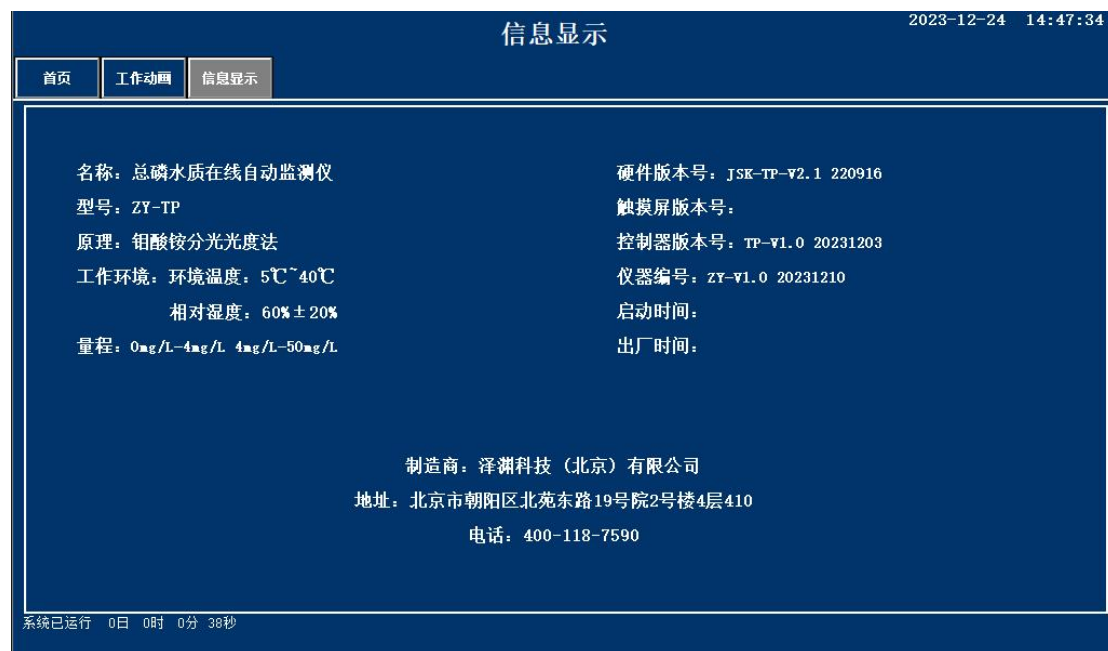 信息显示
2023-12-24 14:47:34
首页 工作动画 信息显示
名称：总磷水质在线自动监测仪
型号：ZY-TP
原理：钼酸铵分光光度法
工作环境：环境温度：5℃~40℃
相对湿度：60%±20%
量程：0mg/L-4mg/L 4mg/L-50mg/L
硬件版本号：JSK-TP-V2.1 220916
触摸屏版本号：
控制器版本号：TP-V1.0 20231203
仪器编号：ZY-V1.0 20231210
启动时间：
出厂时间：
制造商：泽渊科技（北京）有限公司
地址：北京市朝阳区北苑东路19号院2号楼4层410
电话：400-118-7590
系统已运行 0日 0时 0分 38秒